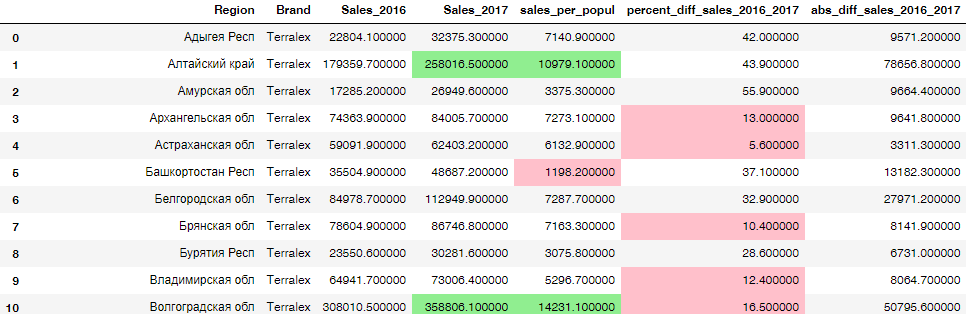 Region Brand Sales_2016 Sales_2017 sales_per_popul percent_diff_sales_2016_2017 abs_diff_sales_2016_2017
0 Адыгея Респ Terralex 22804.100000 32375.300000 7140.900000 42.000000 9571.200000
1 Алтайский край Terralex 179359.700000 258016.500000 10979.100000 43.900000 78656.800000
2 Амурская обл Terralex 17285.200000 26949.600000 3375.300000 55.900000 9664.400000
3 Архангельская обл Terralex 74363.900000 84005.700000 7273.100000 13.000000 9641.800000
4 Астраханская обл Terralex 59091.900000 62403.200000 6132.900000 5.600000 3311.300000
5 Башкортостан Респ Terralex 35504.900000 48687.200000 1198.200000 37.100000 13182.300000
6 Белгородская обл Terralex 84978.700000 112949.900000 7287.700000 32.900000 27971.200000
7 Брянская обл Terralex 78604.900000 86746.800000 7163.300000 10.400000 8141.900000
8 Бурятия Респ Terralex 23550.600000 30281.600000 3075.800000 28.600000 6731.000000
9 Владимирская обл Terralex 64941.700000 73006.400000 5296.700000 12.400000 8064.700000
10 Волгоградская обл Terralex 308010.500000 358806.100000 14231.100000 16.500000 50795.600000